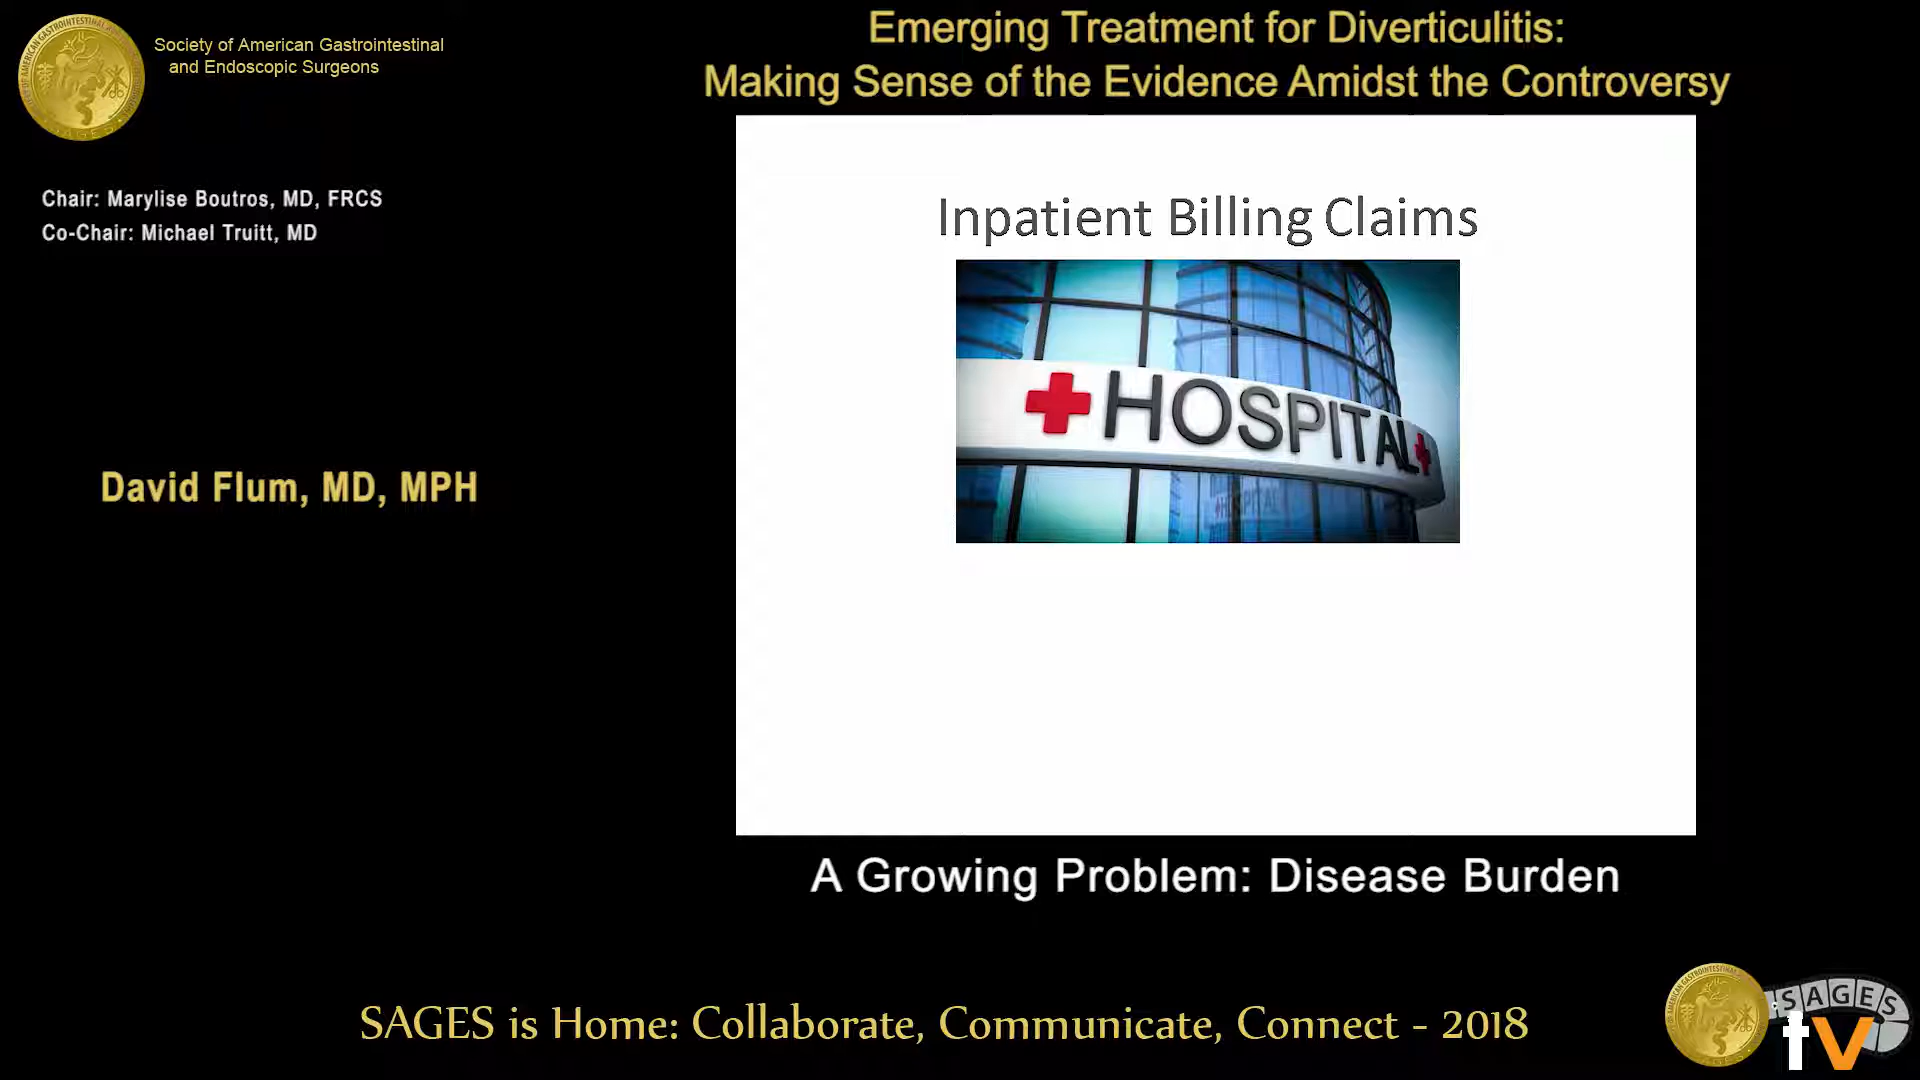 Society of American Gastrointestinal
and Endoscopic Surgeons
Emerging Treatment for Diverticulitis:
Making Sense of the Evidence Amidst the Controversy
Chair: Marylise Boutros, MD, FRCS
Co-Chair: Michael Truitt, MD
Inpatient Billing Claims
HOSPITAL
HOSPITAL
David Flum, MD, MPH
A Growing Problem: Disease Burden
SAGES is Home: Collaborate, Communicate, Connect - 2018
SAGES
tv